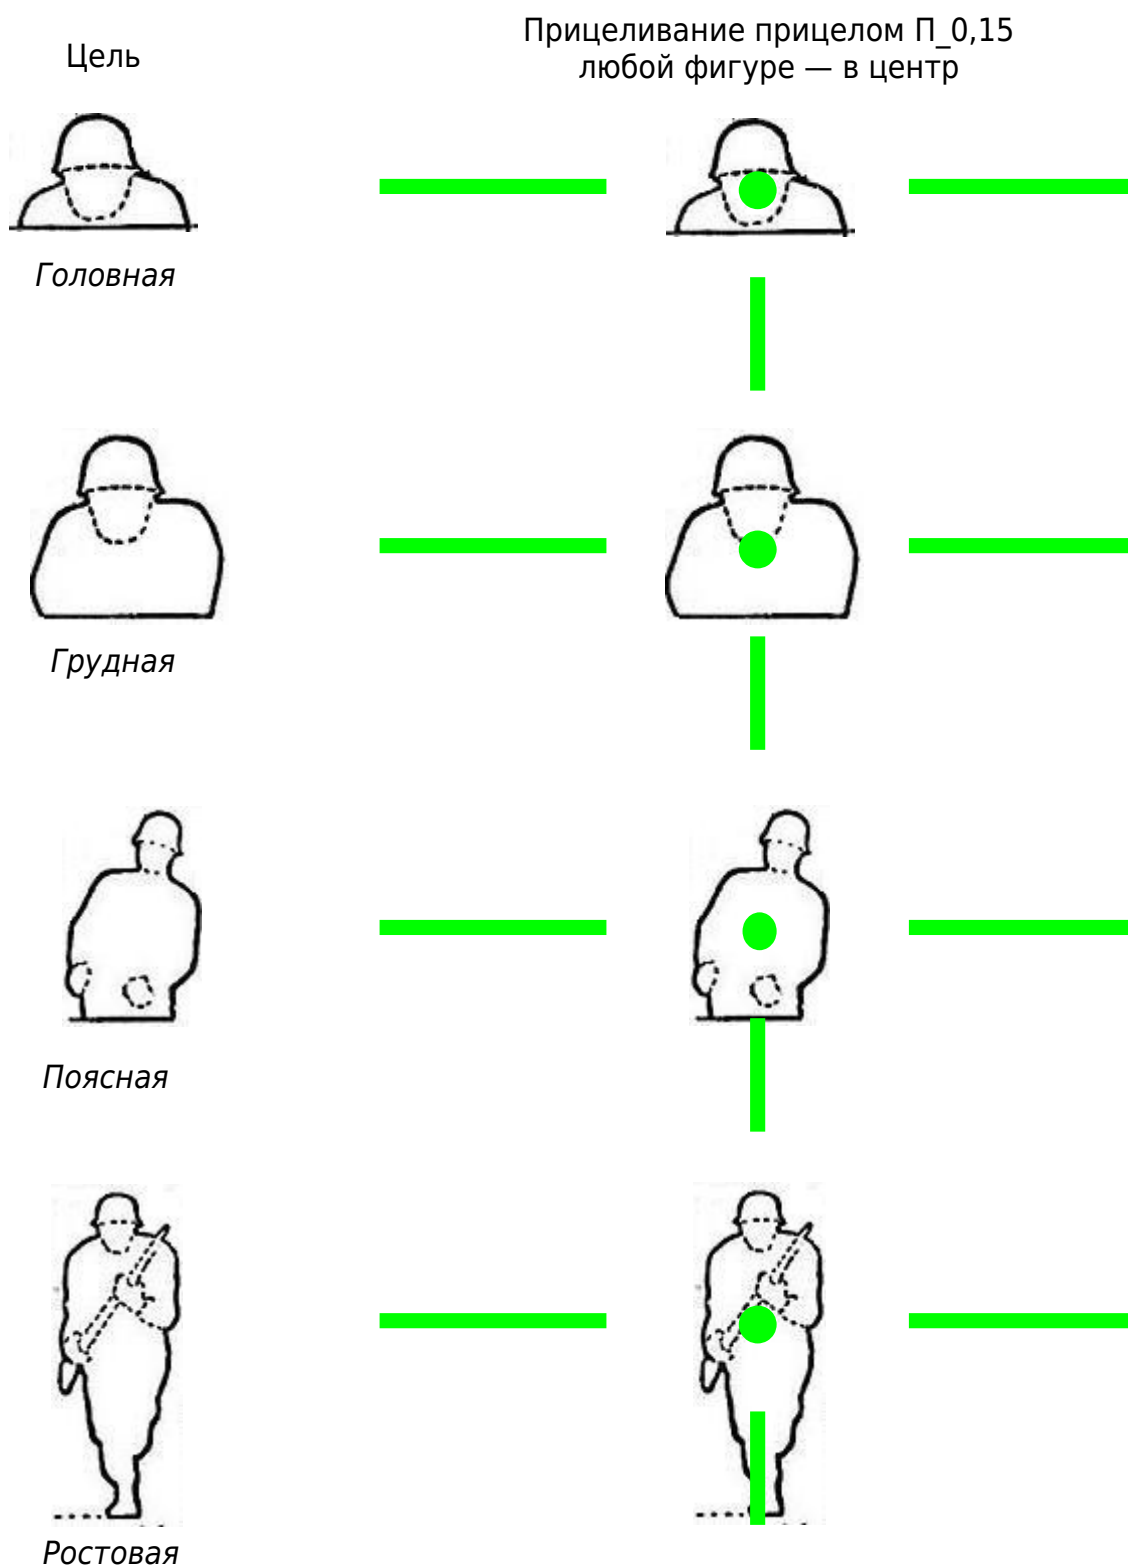 Цель
Прицеливание прицелом П_0,15
любой фигуре — в центр
Головная
Грудная
Поясная
Ростовая